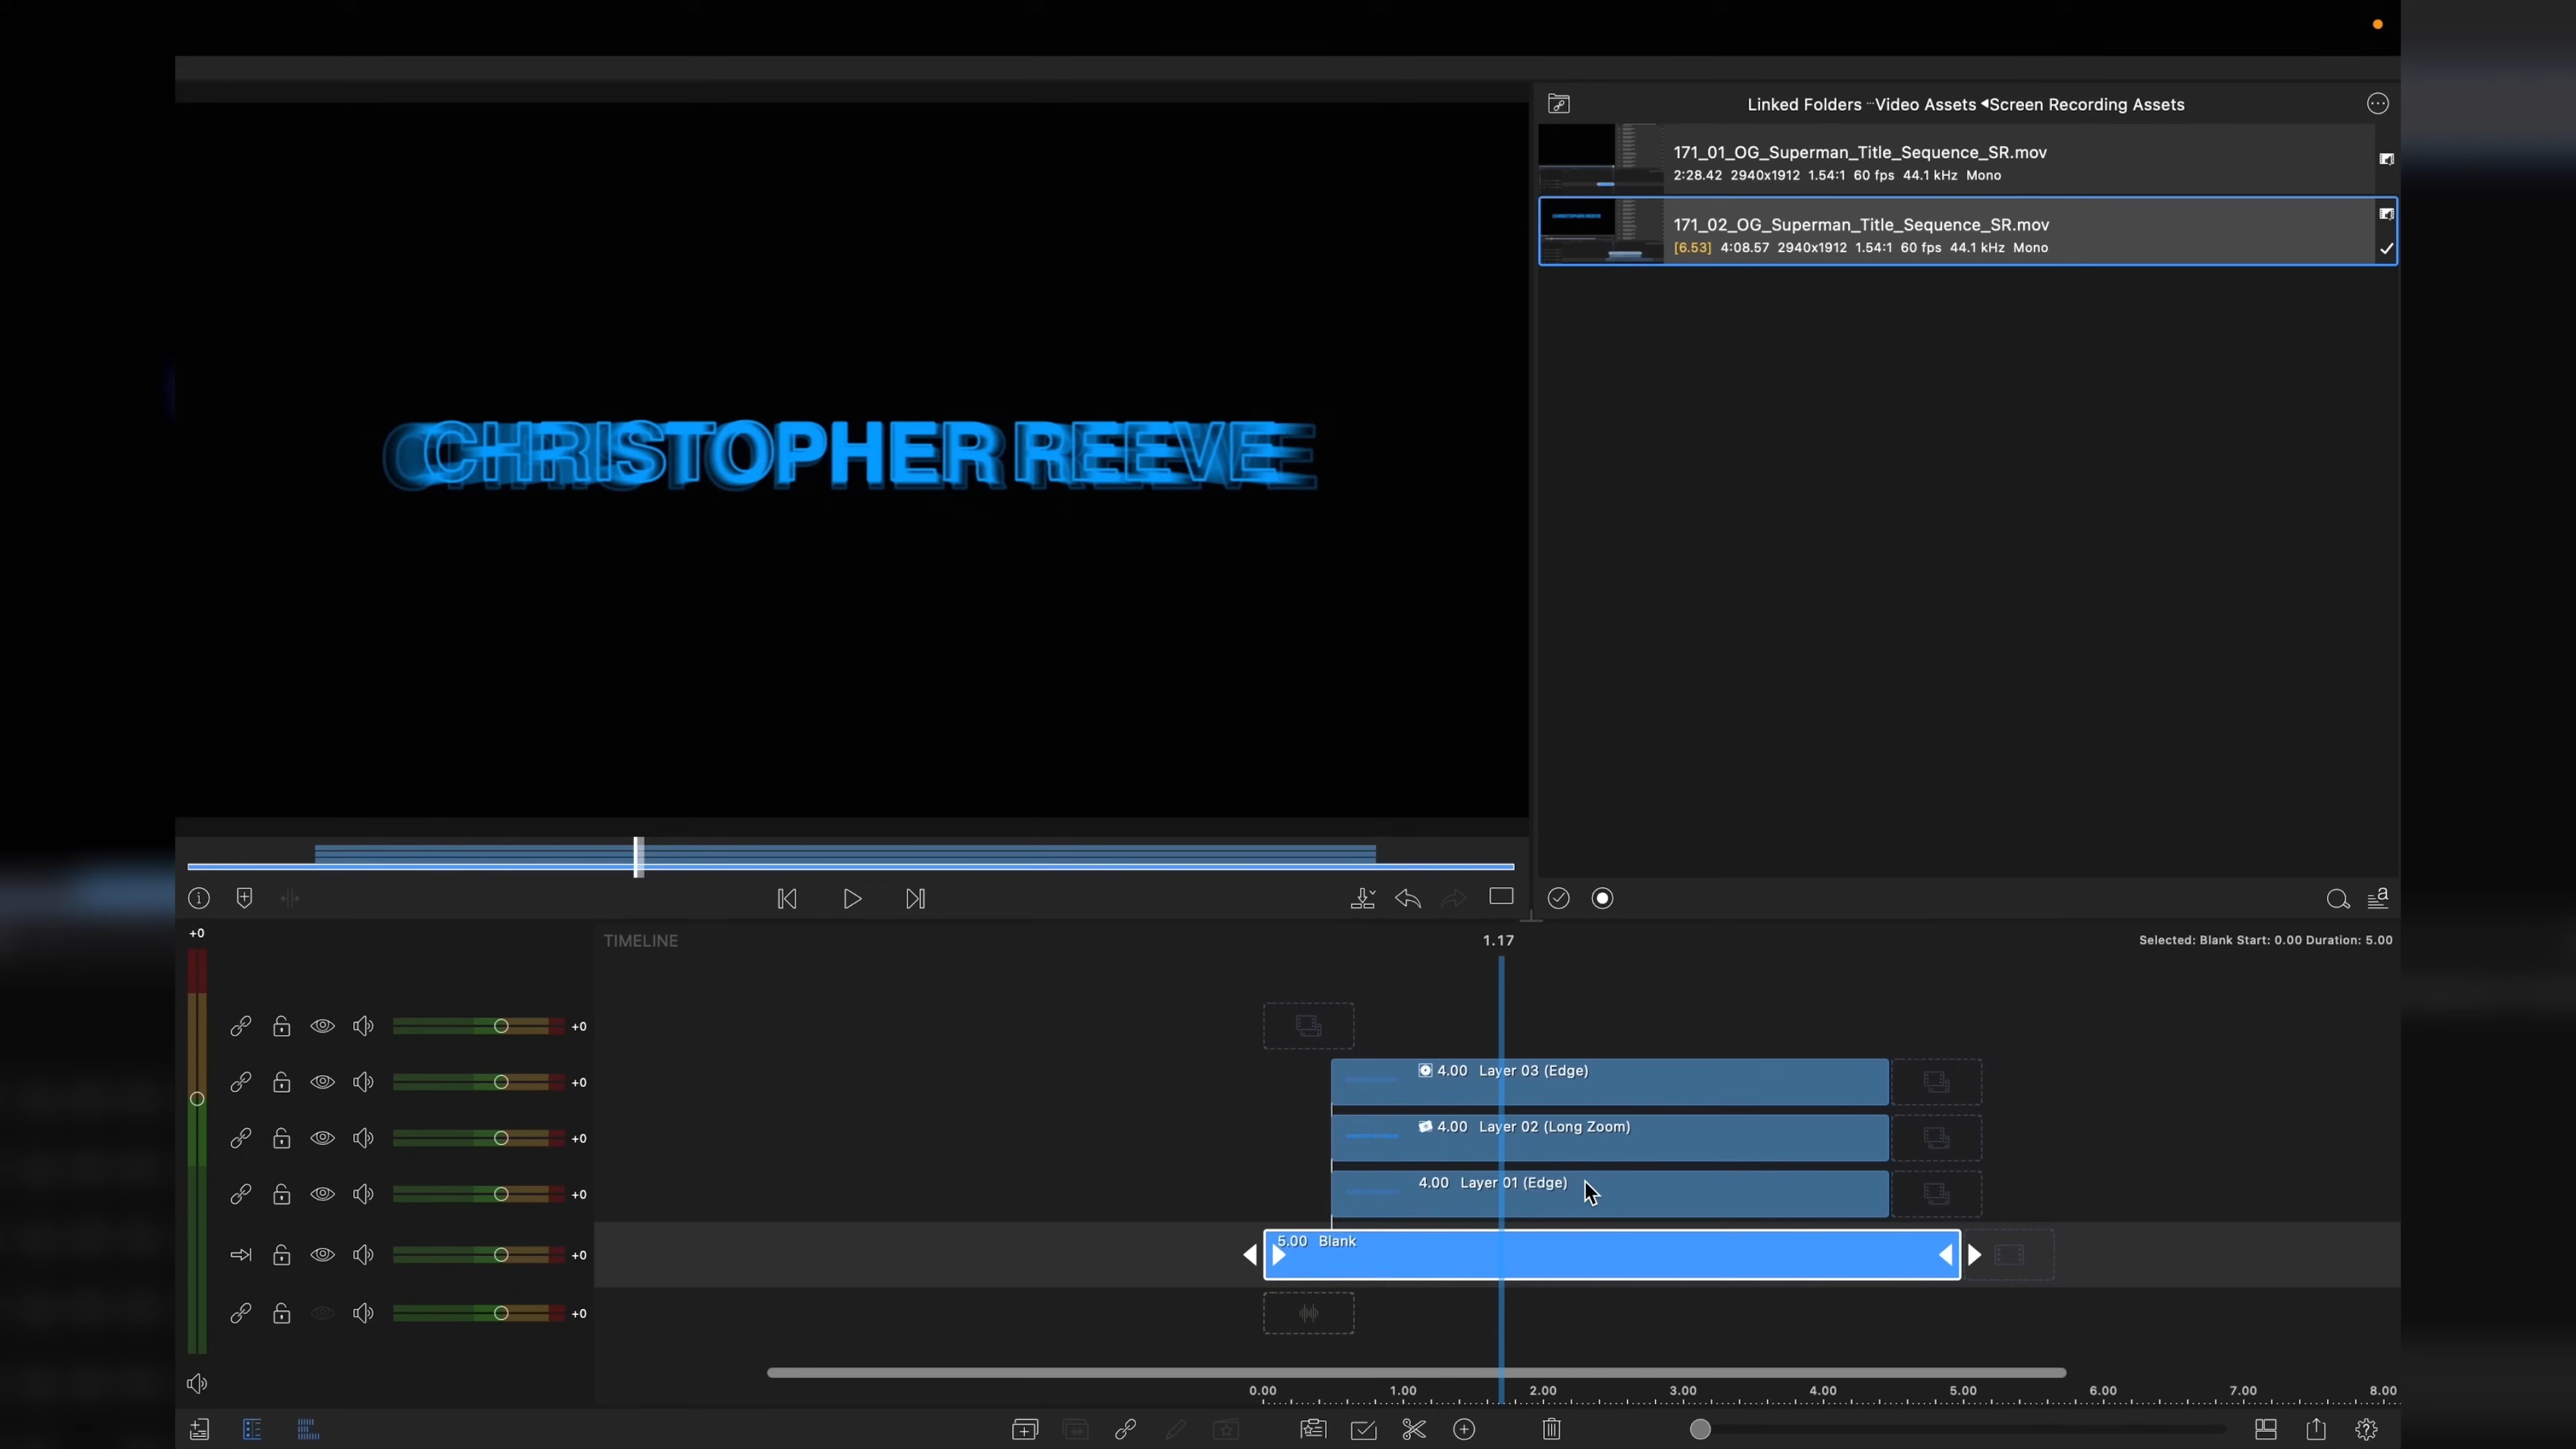 Linked Folders ··Video Assets ◀Screen Recording Assets
171_01_OG_Superman_Title_Sequence_SR.mov
2:28.42 2940x1912 1.54:1 60 fps 44.1 kHz Mono
171_02_OG_Superman_Title_Sequence_SR.mov
[6.53] 4:08.57 2940x1912 1.54:1 60 fps 44.1 kHz Mono
CHRISTOPHER REEVE
+0
TIMELINE
1.17
Selected: Blank Start: 0.00 Duration: 5.00
+0
+0
4.00 Layer 03 (Edge)
+0
4.00 Layer 02 (Long Zoom)
+0
4.00 Layer 01 (Edge)
+0
5.00 Blank
+0
0.00 1.00 2.00 3.00 4.00 5.00 6.00 7.00 8.00